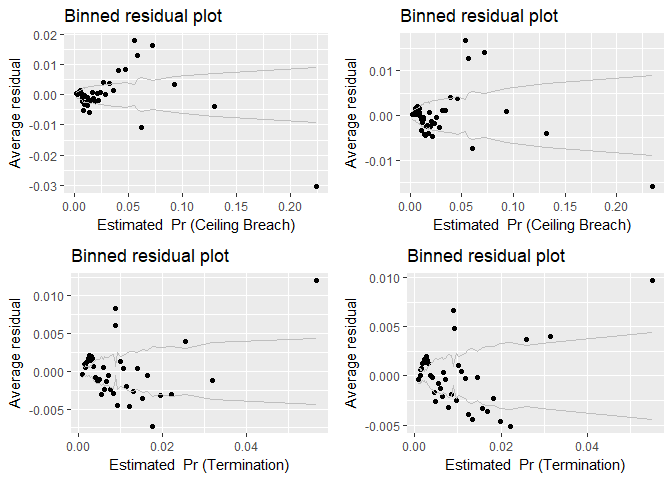 Binned residual plot
0.02
0.01
0.00
-0.01
-0.02
-0.03
Average residual
0.00 0.05 0.10 0.15 0.20
Estimated Pr (Ceiling Breach)
Binned residual plot
0.01
0.00
-0.01
Average residual
0.00 0.05 0.10 0.15 0.20
Estimated Pr (Ceiling Breach)
Binned residual plot
0.010
0.005
0.000
-0.005
Average residual
0.00 0.02 0.04
Estimated Pr (Termination)
Binned residual plot
0.010
0.005
0.000
-0.005
Average residual
0.00 0.02 0.04
Estimated Pr (Termination)